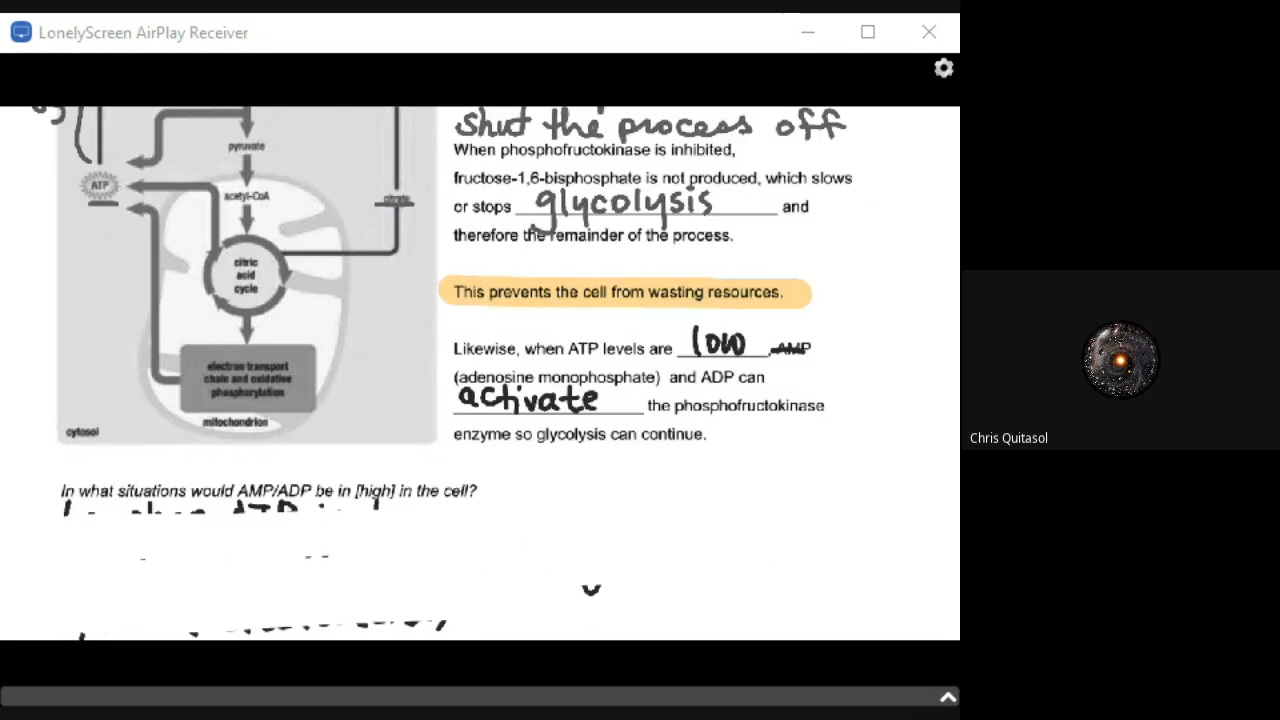 LonelyScreen AirPlay Receiver
shut the process off
When phosphofructokinase is inhibited,
fructose-1,6-bisphosphate is not produced, which slows
or stops glycolysis and
therefore the remainder of the process.
This prevents the cell from wasting resources.
Likewise, when ATP levels are low, AMP
(adenosine monophosphate) and ADP can
activate the phosphofructokinase
enzyme so glycolysis can continue.
pyruvate
ATP
acetyl-CoA
citrate
citric
acid
cycle
electron transport
chain and oxidative
phosphorylation
mitochondrion
cytosol
In what situations would AMP/ADP be in [high] in the cell?
ATP
Chris Quitasol